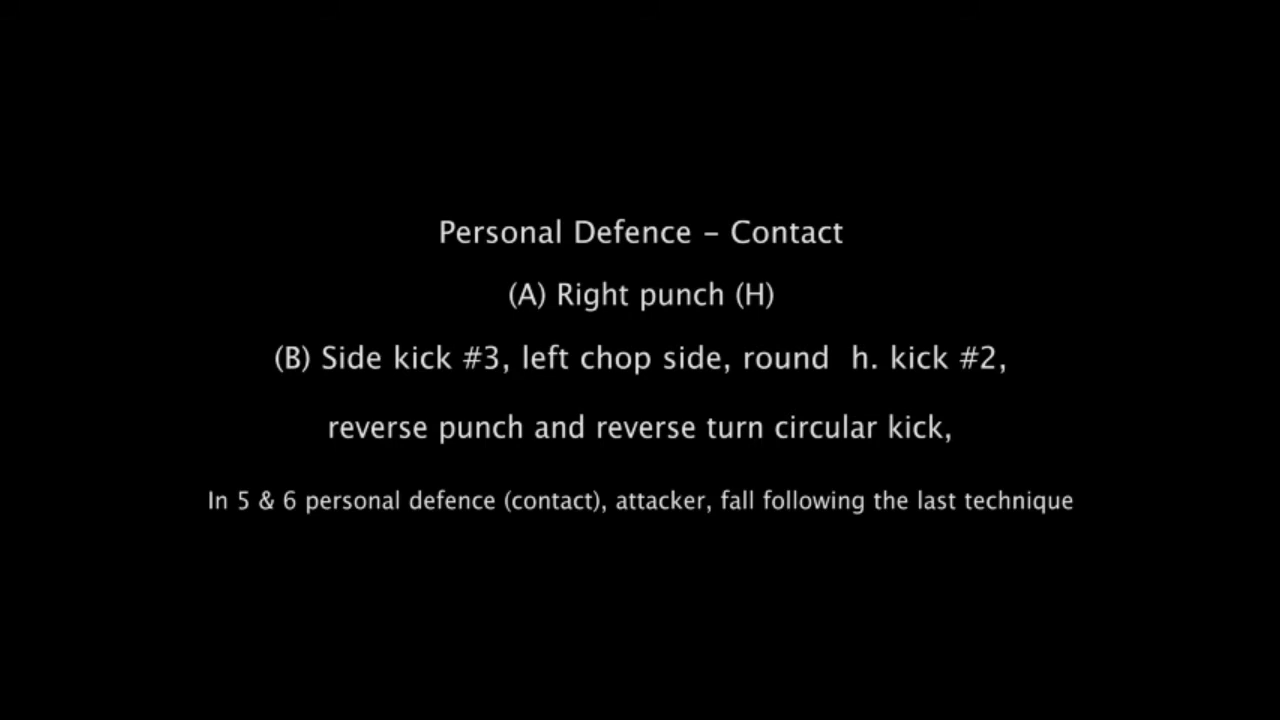 Personal Defence – Contact
(A) Right punch (H)
(B) Side kick #3, left chop side, round  h. kick #2,
reverse punch and reverse turn circular kick,
In 5 & 6 personal defence (contact), attacker, fall following the last technique